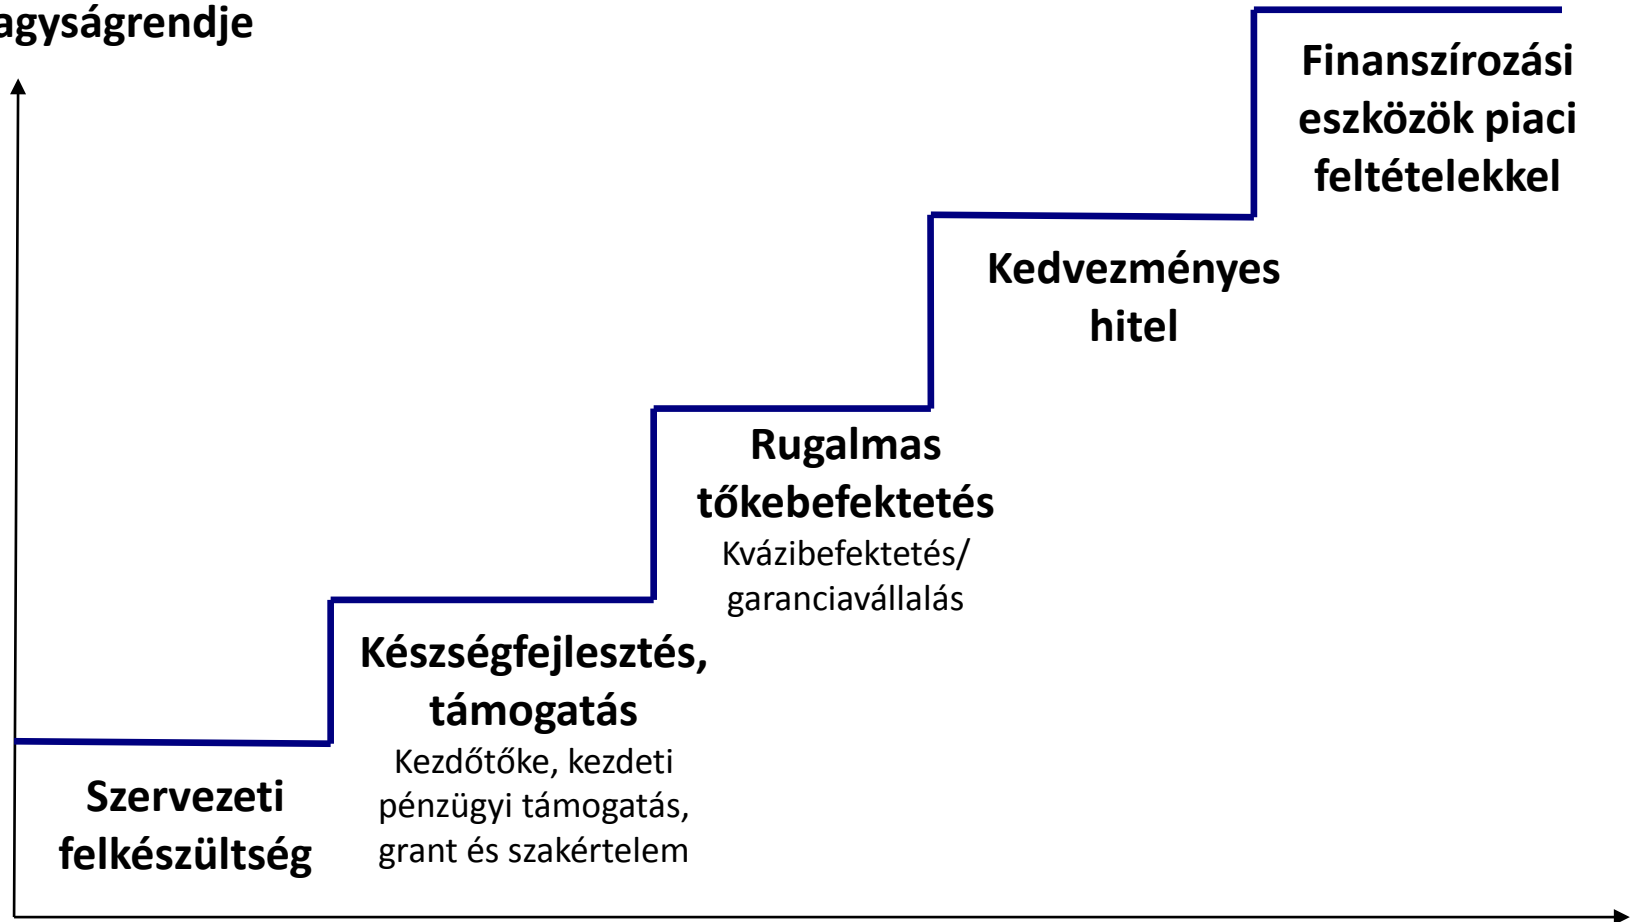 agyságrendje
Finanszírozási
eszközök piaci
feltételekkel
Kedvezményes
hitel
Rugalmas
tőkebefektetés
Kvázibefektetés/
garanciavállalás
Készségfejlesztés,
támogatás
Kezdőtőke, kezdeti
pénzügyi támogatás,
grant és szakértelem
Szervezeti
felkészültség